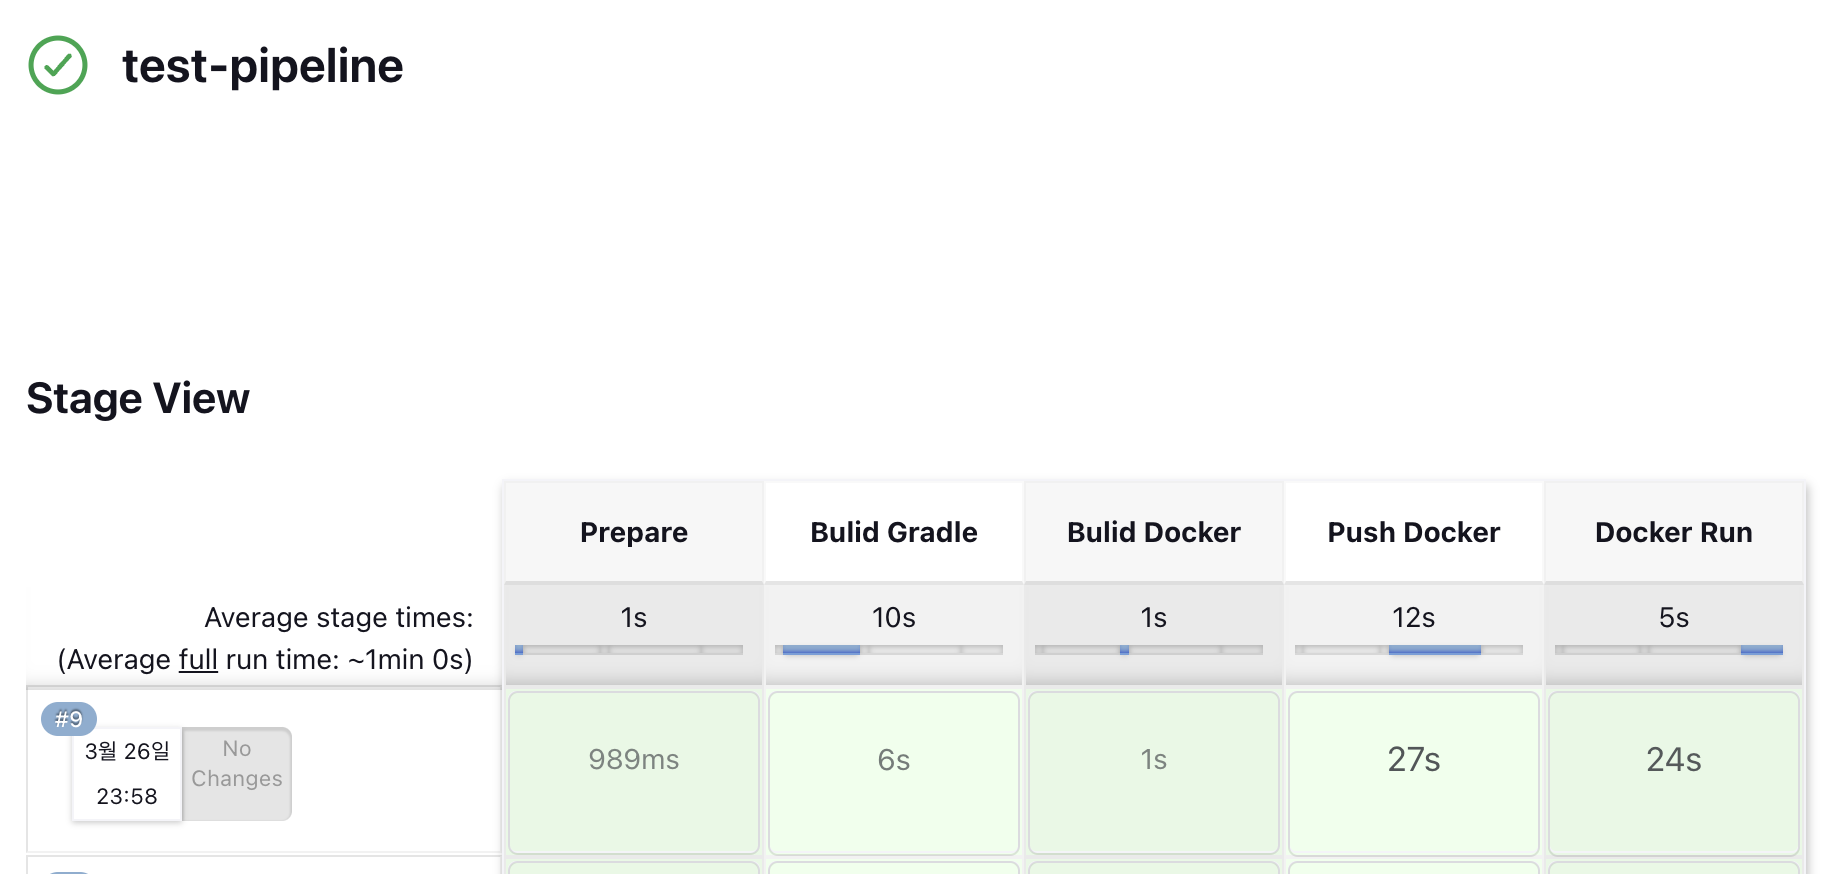 test-pipeline
Stage View
Prepare
Bulid Gradle
Bulid Docker
Push Docker
Docker Run
Average stage times:
(Average full run time: ~1min 0s)
1s
10s
1s
12s
5s
#9
3월 26일
23:58
No
Changes
989ms
6s
1s
27s
24s